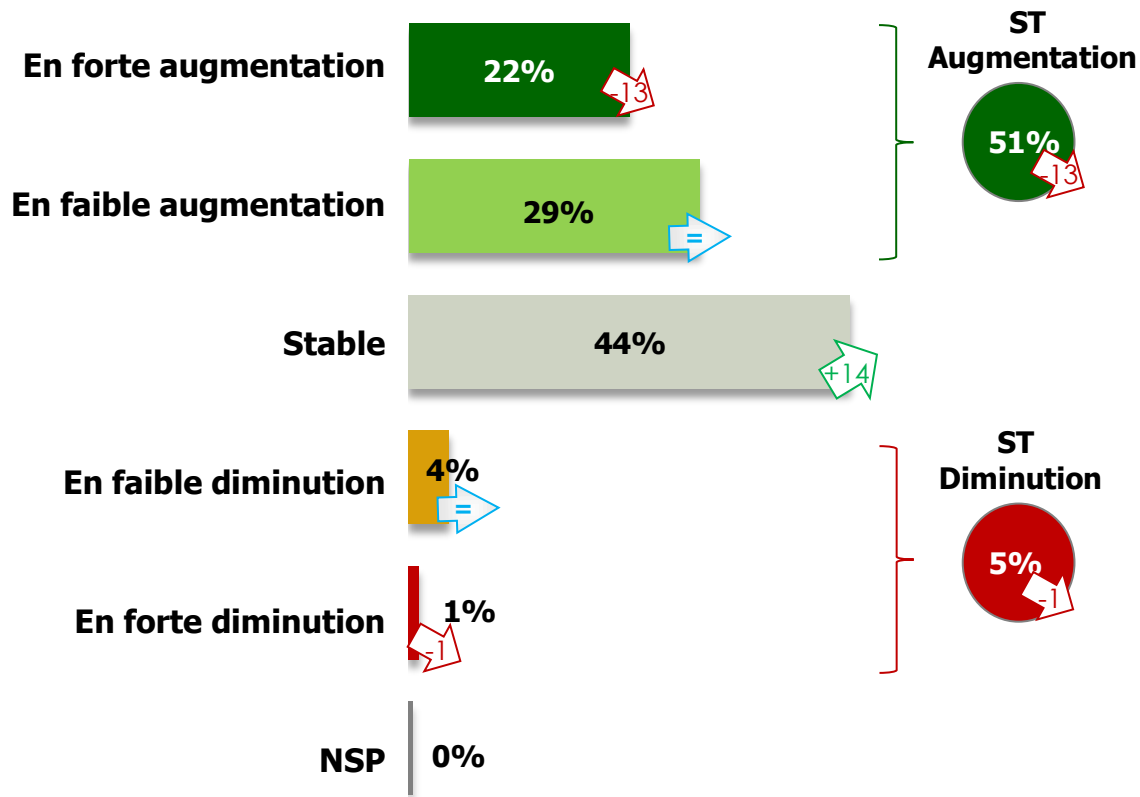 En forte augmentation
22%
-13
ST
Augmentation
51%
-13
En faible augmentation
29%
=
Stable
44%
+14
En faible diminution
4%
=
ST
Diminution
5%
-1
En forte diminution
1%
-1
NSP
0%